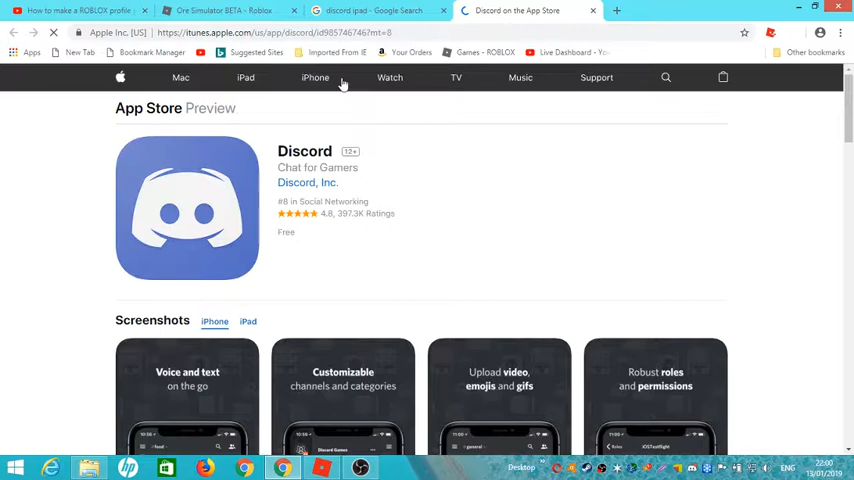 How to make a ROBLOX profile
Ore Simulator BETA - Roblox
discord ipad - Google Search
Discord on the App Store
Apple Inc. [US] | https://itunes.apple.com/us/app/discord/id985746746?mt=8
Apps New Tab Bookmark Manager Suggested Sites Imported From IE Your Orders Games - ROBLOX Live Dashboard - Yo Other bookmarks
Mac iPad iPhone Watch TV Music Support
App Store Preview
Discord 12+
Chat for Gamers
Discord, Inc.
#8 in Social Networking
★★★★★ 4.8, 397.3K Ratings
Free
Screenshots iPhone iPad
Voice and text
on the go
Customizable
channels and categories
Upload video,
emojis and gifs
Robust roles
and permissions
Desktop
ENG
22:00
13/01/2019